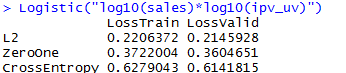 > Logistic("log10(sales)*log10(ipv_uv)")
LossTrain LossValid
L2 0.2206372 0.2145928
ZeroOne 0.3722004 0.3604651
CrossEntropy 0.6279043 0.6141815